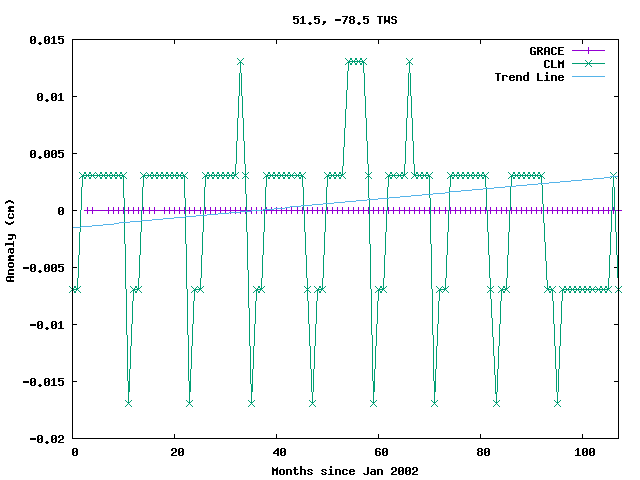 51.5, -78.5 TWS
GRACE
CLM
Trend Line
0.015
0.01
0.005
0
-0.005
-0.01
-0.015
-0.02
Anomaly (cm)
0 20 40 60 80 100
Months since Jan 2002